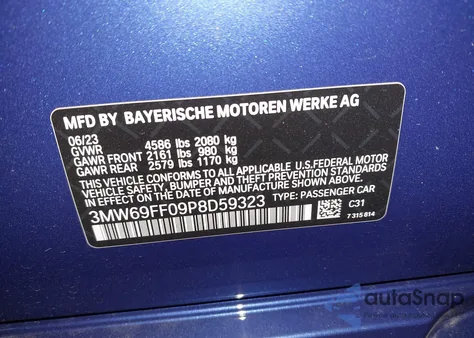 MFD BY BAYERISCHE MOTOREN WERKE AG
06/23
GVWR 4586 lbs 2080 kg
GAWR FRONT 2161 lbs 980 kg
GAWR REAR 2579 lbs 1170 kg
THIS VEHICLE CONFORMS TO ALL APPLICABLE U.S.FEDERAL MOTOR
VEHICLE SAFETY, BUMPER AND THEFT PREVENTION STANDARDS
IN EFFECT ON THE DATE OF MANUFACTURE SHOWN ABOVE.
3MW69FF09P8D59323 TYPE: PASSENGER CAR
C31
7 315 814
autoSnap